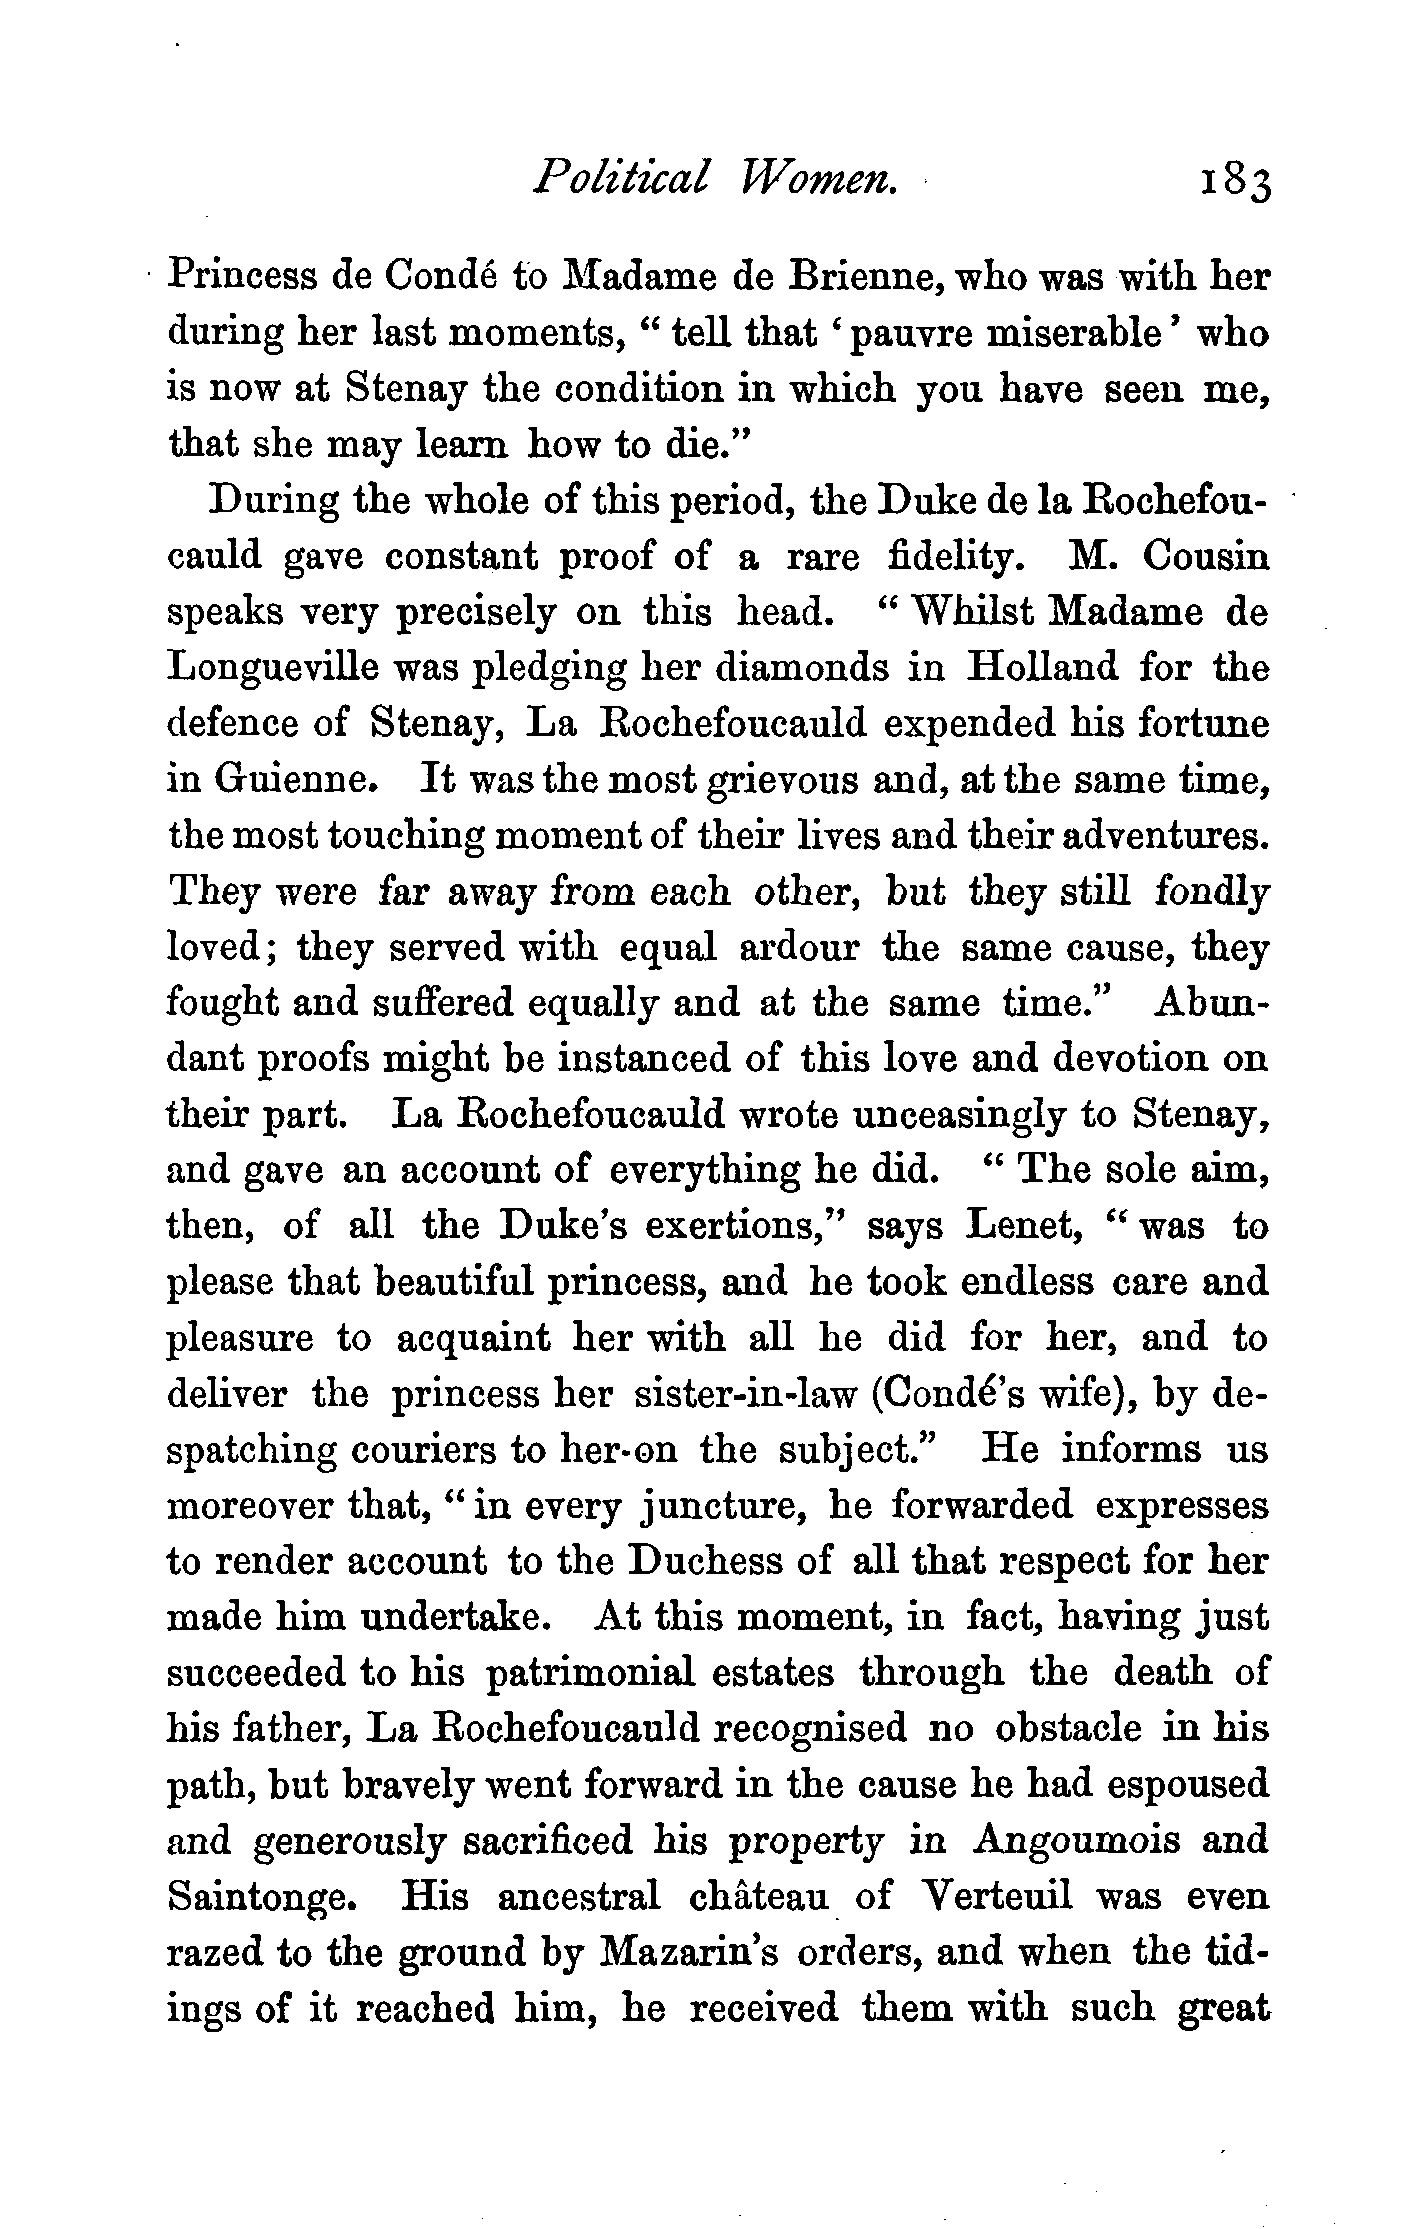 Political Women. 183
Princess de Condé to Madame de Brienne, who was with her
during her last moments, “ tell that ‘ pauvre miserable ’ who
is now at Stenay the condition in which you have seen me,
that she may learn how to die.”
During the whole of this period, the Duke de la Rochefou-
cauld gave constant proof of a rare fidelity. M. Cousin
speaks very precisely on this head. “ Whilst Madame de
Longueville was pledging her diamonds in Holland for the
defence of Stenay, La Rochefoucauld expended his fortune
in Guienne. It was the most grievous and, at the same time,
the most touching moment of their lives and their adventures.
They were far away from each other, but they still fondly
loved; they served with equal ardour the same cause, they
fought and suffered equally and at the same time.” Abun-
dant proofs might be instanced of this love and devotion on
their part. La Rochefoucauld wrote unceasingly to Stenay,
and gave an account of everything he did. “ The sole aim,
then, of all the Duke’s exertions,” says Lenet, “ was to
please that beautiful princess, and he took endless care and
pleasure to acquaint her with all he did for her, and to
deliver the princess her sister-in-law (Condé’s wife), by de-
spatching couriers to her on the subject.” He informs us
moreover that, “ in every juncture, he forwarded expresses
to render account to the Duchess of all that respect for her
made him undertake. At this moment, in fact, having just
succeeded to his patrimonial estates through the death of
his father, La Rochefoucauld recognised no obstacle in his
path, but bravely went forward in the cause he had espoused
and generously sacrificed his property in Angoumois and
Saintonge. His ancestral château of Verteuil was even
razed to the ground by Mazarin’s orders, and when the tid-
ings of it reached him, he received them with such great